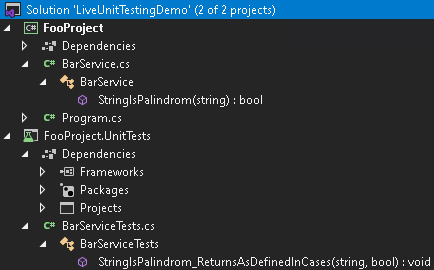 Solution 'LiveUnitTestingDemo' (2 of 2 projects)
C# FooProject
Dependencies
C# BarService.cs
BarService
StringIsPalindrom(string) : bool
C# Program.cs
FooProject.UnitTests
Dependencies
Frameworks
Packages
Projects
C# BarServiceTests.cs
BarServiceTests
StringIsPalindrom_ReturnsAsDefinedInCases(string, bool) : void